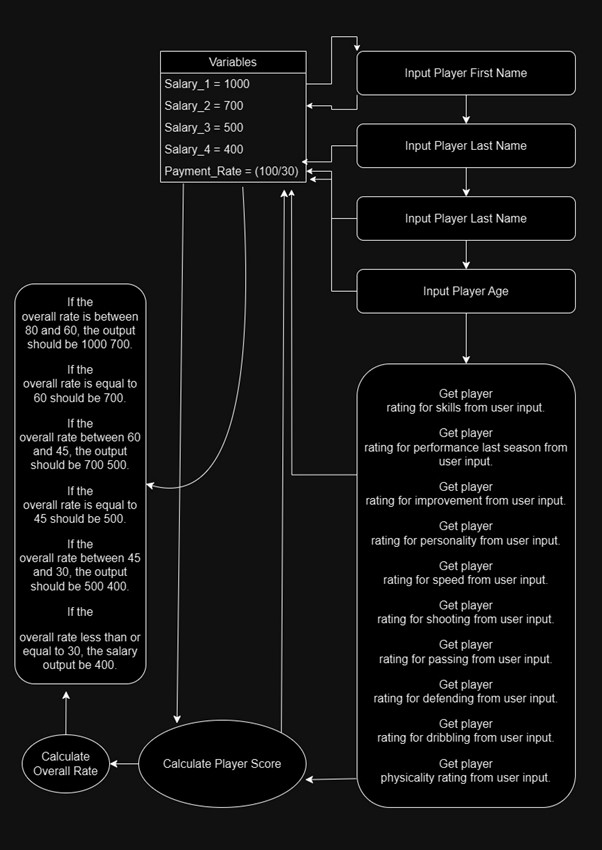 Variables
Salary_1 = 1000
Salary_2 = 700
Salary_3 = 500
Salary_4 = 400
Payment_Rate = (100/30)
Input Player First Name
Input Player Last Name
Input Player Last Name
Input Player Age
If the
overall rate is between
80 and 60, the output
should be 1000 700.
If the
overall rate is equal to
60 should be 700.
If the
overall rate between 60
and 45, the output
should be 700 500.
If the
overall rate is equal to
45 should be 500.
If the
overall rate between 45
and 30, the output
should be 500 400.
If the
overall rate less than or
equal to 30, the salary
output be 400.
Get player
rating for skills from user input.
Get player
rating for performance last season from
user input.
Get player
rating for improvement from user input.
Get player
rating for personality from user input.
Get player
rating for speed from user input.
Get player
rating for shooting from user input.
Get player
rating for passing from user input.
Get player
rating for defending from user input.
Get player
rating for dribbling from user input.
Get player
physicality rating from user input.
Calculate
Overall Rate
Calculate Player Score